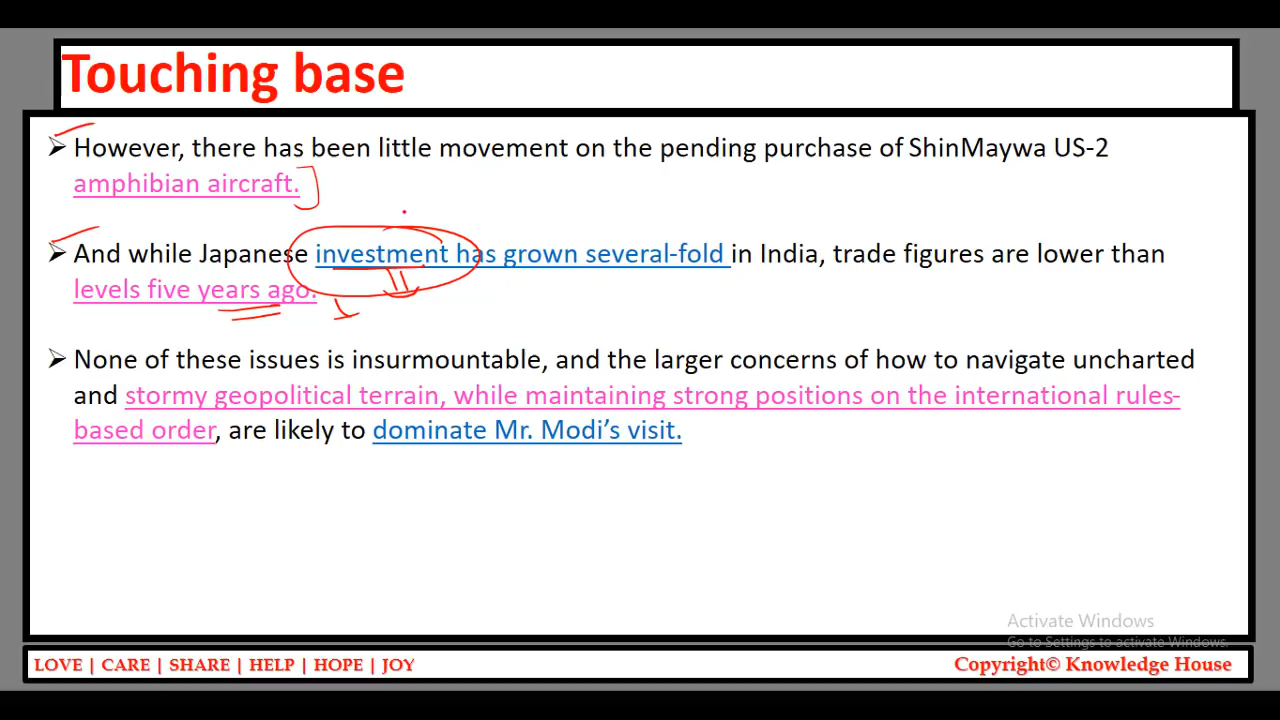 Touching base
However, there has been little movement on the pending purchase of ShinMaywa US-2
amphibian aircraft.
And while Japanese investment has grown several-fold in India, trade figures are lower than
levels five years ago.
None of these issues is insurmountable, and the larger concerns of how to navigate uncharted
and stormy geopolitical terrain, while maintaining strong positions on the international rules-
based order, are likely to dominate Mr. Modi’s visit.
Activate Windows
Go to Settings to activate Windows.
LOVE | CARE | SHARE | HELP | HOPE | JOY
Copyright© Knowledge House